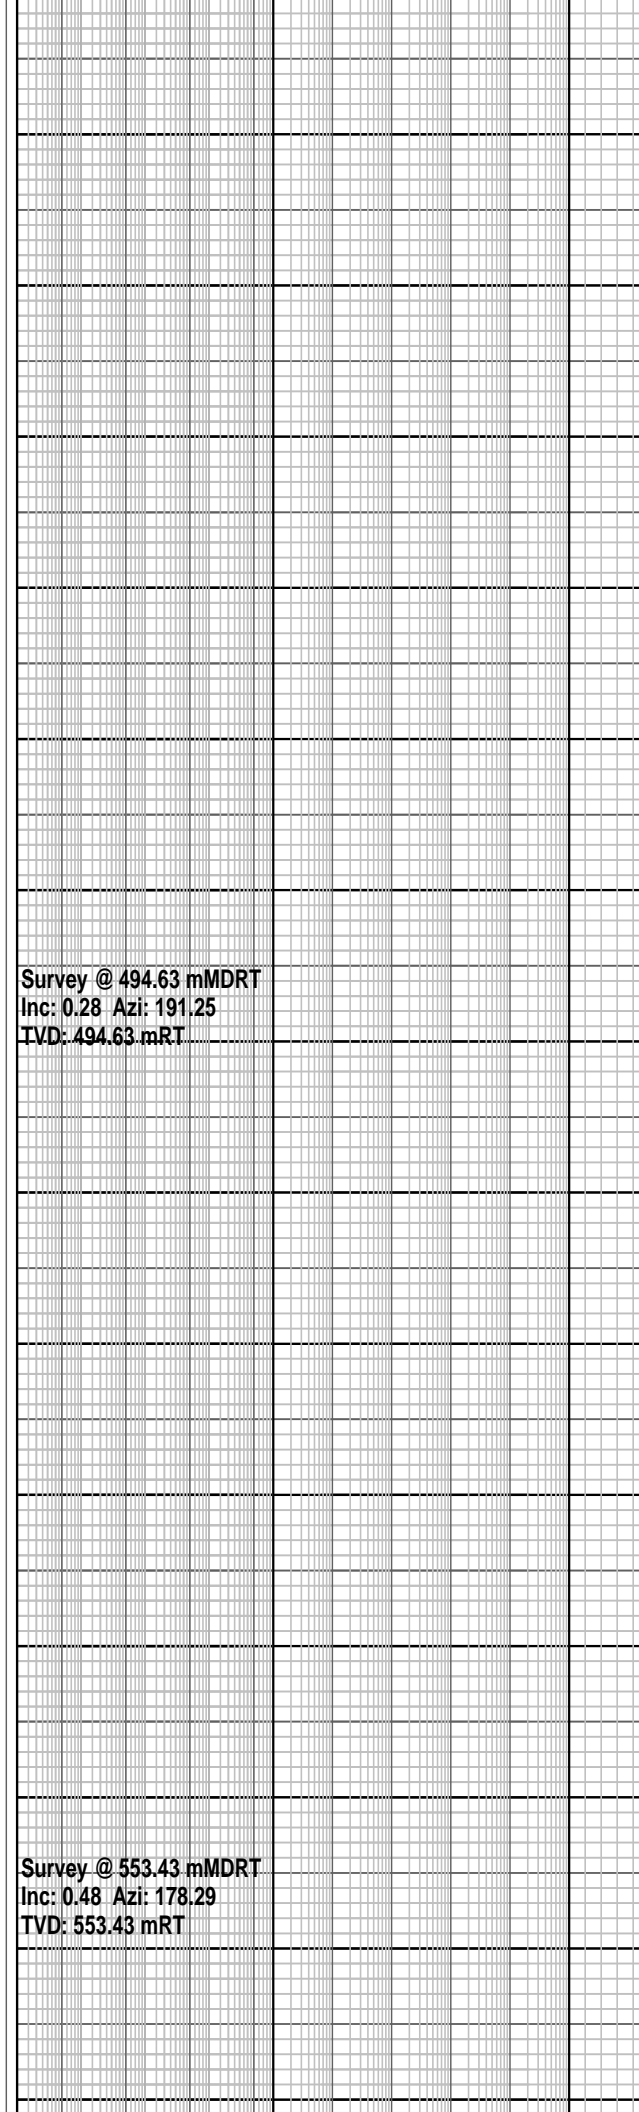 Survey @ 494.63 mMDRT
Inc: 0.28 Azi: 191.25
TVD: 494.63 mRT
Survey @ 553.43 mMDRT
Inc: 0.48 Azi: 178.29
TVD: 553.43 mRT